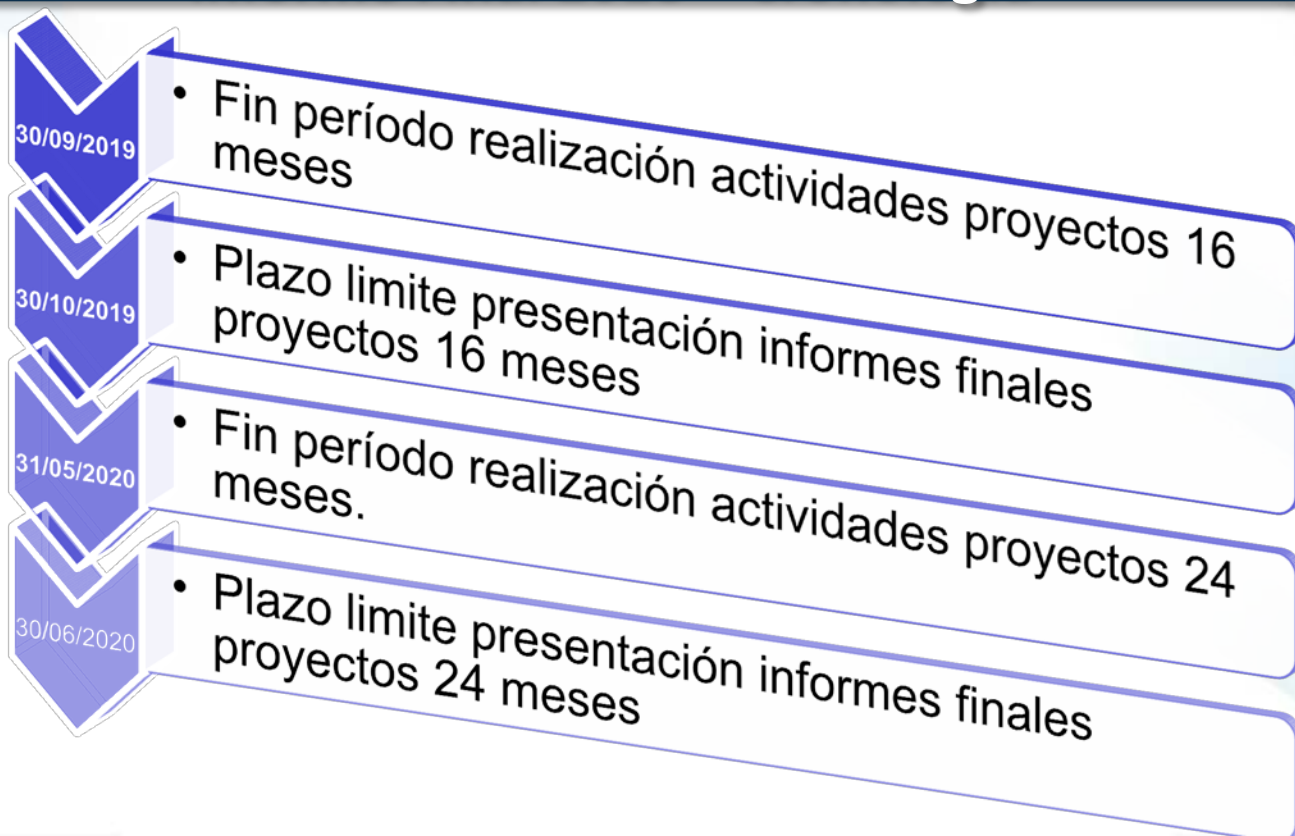 30/09/2019
• Fin período realización actividades proyectos 16
meses
30/10/2019
• Plazo limite presentación informes finales
proyectos 16 meses
31/05/2020
• Fin período realización actividades proyectos 24
meses.
30/06/2020
• Plazo limite presentación informes finales
proyectos 24 meses